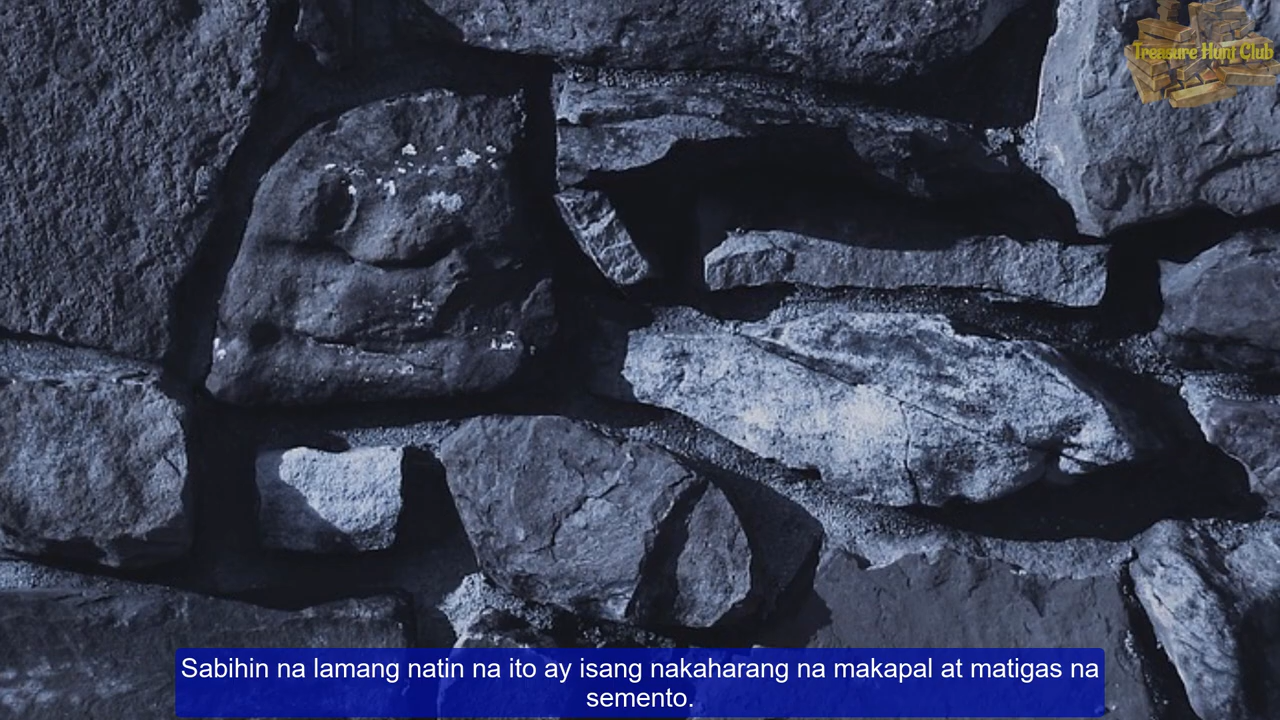 Treasure Hunt Club
Sabihin na lamang natin na ito ay isang nakaharang na makapal at matigas na
semento.